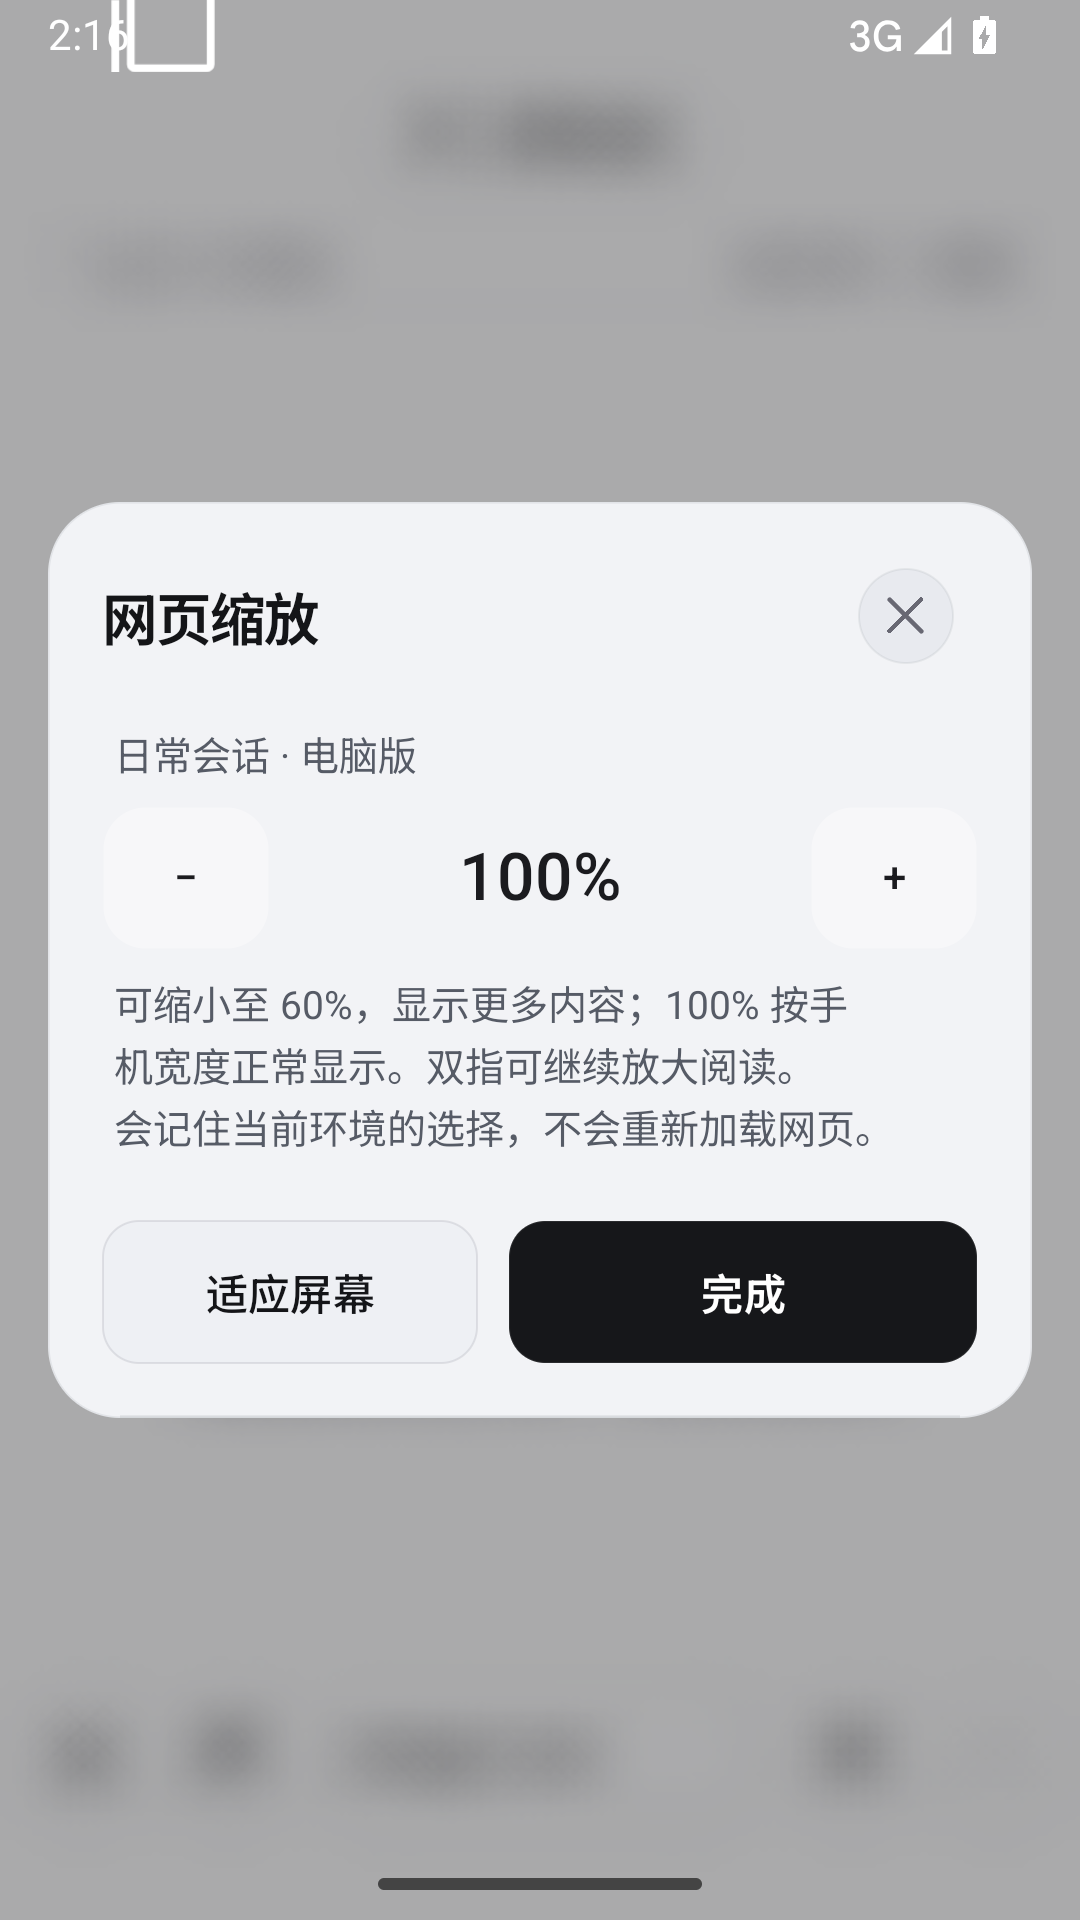 2:16
3G
网页缩放
日常会话 · 电脑版
−
100%
+
可缩小至 60%，显示更多内容；100% 按手
机宽度正常显示。双指可继续放大阅读。
会记住当前环境的选择，不会重新加载网页。
适应屏幕
完成